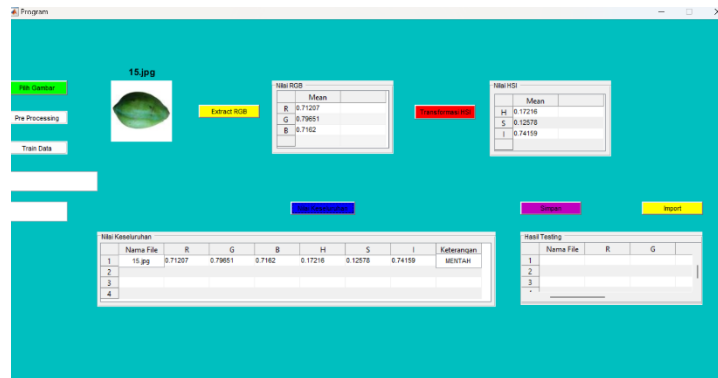 Program
15.jpg
Pilih Gambar
Pre Processing
Train Data
Extract RGB
Nilai RGB
Mean
R 0.71207
G 0.79651
B 0.7162
Transformasi HSI
Nilai HSI
Mean
H 0.17216
S 0.12578
I 0.74159
Simpan
Import
Nilai Keseluruhan
Nama File R G B H S I Keterangan
1 15.jpg 0.71207 0.79651 0.7162 0.17216 0.12578 0.74159 MENTAH
2
3
4
Hasil Testing
Nama File R G
1
2
3